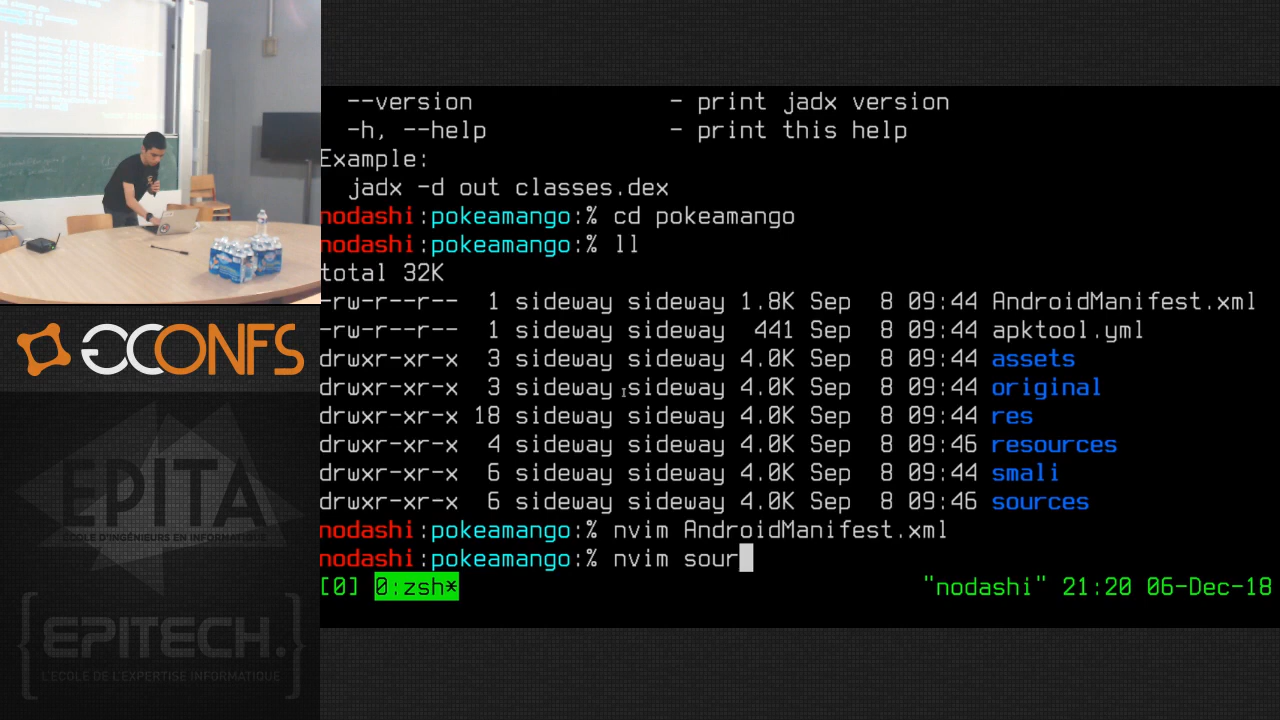 --version - print jadx version
-h, --help - print this help
Example:
jadx -d out classes.dex
nodashi:pokeamango:% cd pokeamango
nodashi:pokeamango:% ll
total 32K
-rw-r--r-- 1 sideway sideway 1.8K Sep 8 09:44 AndroidManifest.xml
-rw-r--r-- 1 sideway sideway 441 Sep 8 09:44 apktool.yml
drwxr-xr-x 3 sideway sideway 4.0K Sep 8 09:44 assets
drwxr-xr-x 3 sideway sideway 4.0K Sep 8 09:44 original
drwxr-xr-x 18 sideway sideway 4.0K Sep 8 09:44 res
drwxr-xr-x 4 sideway sideway 4.0K Sep 8 09:46 resources
drwxr-xr-x 6 sideway sideway 4.0K Sep 8 09:44 smali
drwxr-xr-x 6 sideway sideway 4.0K Sep 8 09:46 sources
nodashi:pokeamango:% nvim AndroidManifest.xml
nodashi:pokeamango:% nvim sour
[0] 0:zsh* "nodashi" 21:20 06-Dec-18
GCONFS
EPITA
ÉCOLE D'INGÉNIEURS EN INFORMATIQUE
{EPITECH.}
L'ECOLE DE L'EXPERTISE INFORMATIQUE